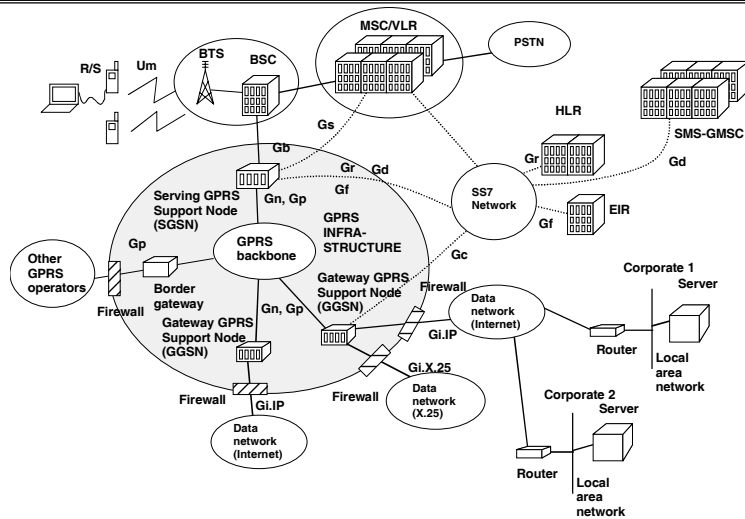 MSC/VLR
PSTN
BTS
BSC
R/S
Um
HLR
SMS-GMSC
Gs
Gb
Gr
Gd
Gr
Gd
Gf
Serving GPRS
Support Node
(SGSN)
Gn, Gp
SS7
Network
EIR
Gf
GPRS
INFRA-
STRUCTURE
Gp
GPRS
backbone
Gc
Other
GPRS
operators
Border
gateway
Gateway GPRS
Support Node
(GGSN)
Firewall
Corporate 1
Server
Data
network
(Internet)
Firewall
Gn, Gp
Gateway GPRS
Support Node
(GGSN)
Gi.IP
Router
Local
area
network
Gi.X.25
Firewall
Firewall
Gi.IP
Data
network
(X.25)
Corporate 2
Server
Data
network
(Internet)
Router
Local
area
network